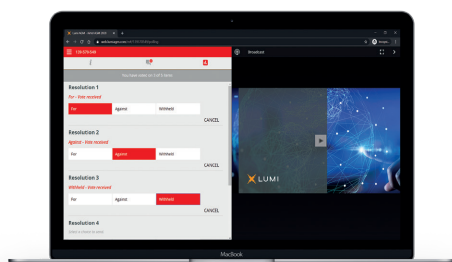 Broadcast
Resolution 1
For - Vote received
For Against Withheld
CANCEL
Resolution 2
Against - Vote received
For Against Withheld
CANCEL
Resolution 3
Withheld - Vote received
For Against Withheld
CANCEL
Resolution 4
LUMI
MacBook